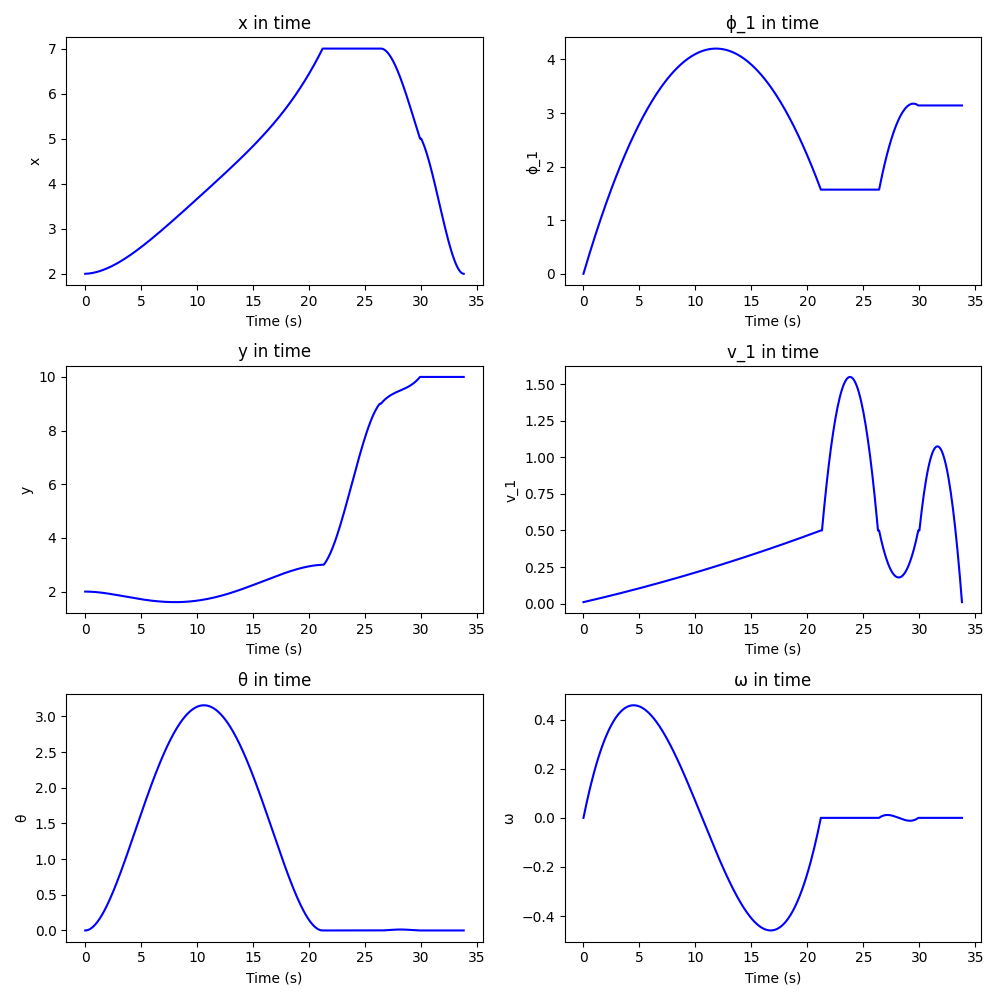 x in time
7
6
5
4
3
2
x
0 5 10 15 20 25 30 35
Time (s)
ϕ_1 in time
4
3
2
1
0
ϕ_1
0 5 10 15 20 25 30 35
Time (s)
y in time
10
8
6
4
2
y
0 5 10 15 20 25 30 35
Time (s)
v_1 in time
1.50
1.25
1.00
0.75
0.50
0.25
0.00
v_1
0 5 10 15 20 25 30 35
Time (s)
θ in time
3.0
2.5
2.0
1.5
1.0
0.5
0.0
θ
0 5 10 15 20 25 30 35
Time (s)
ω in time
0.4
0.2
0.0
−0.2
−0.4
ω
0 5 10 15 20 25 30 35
Time (s)